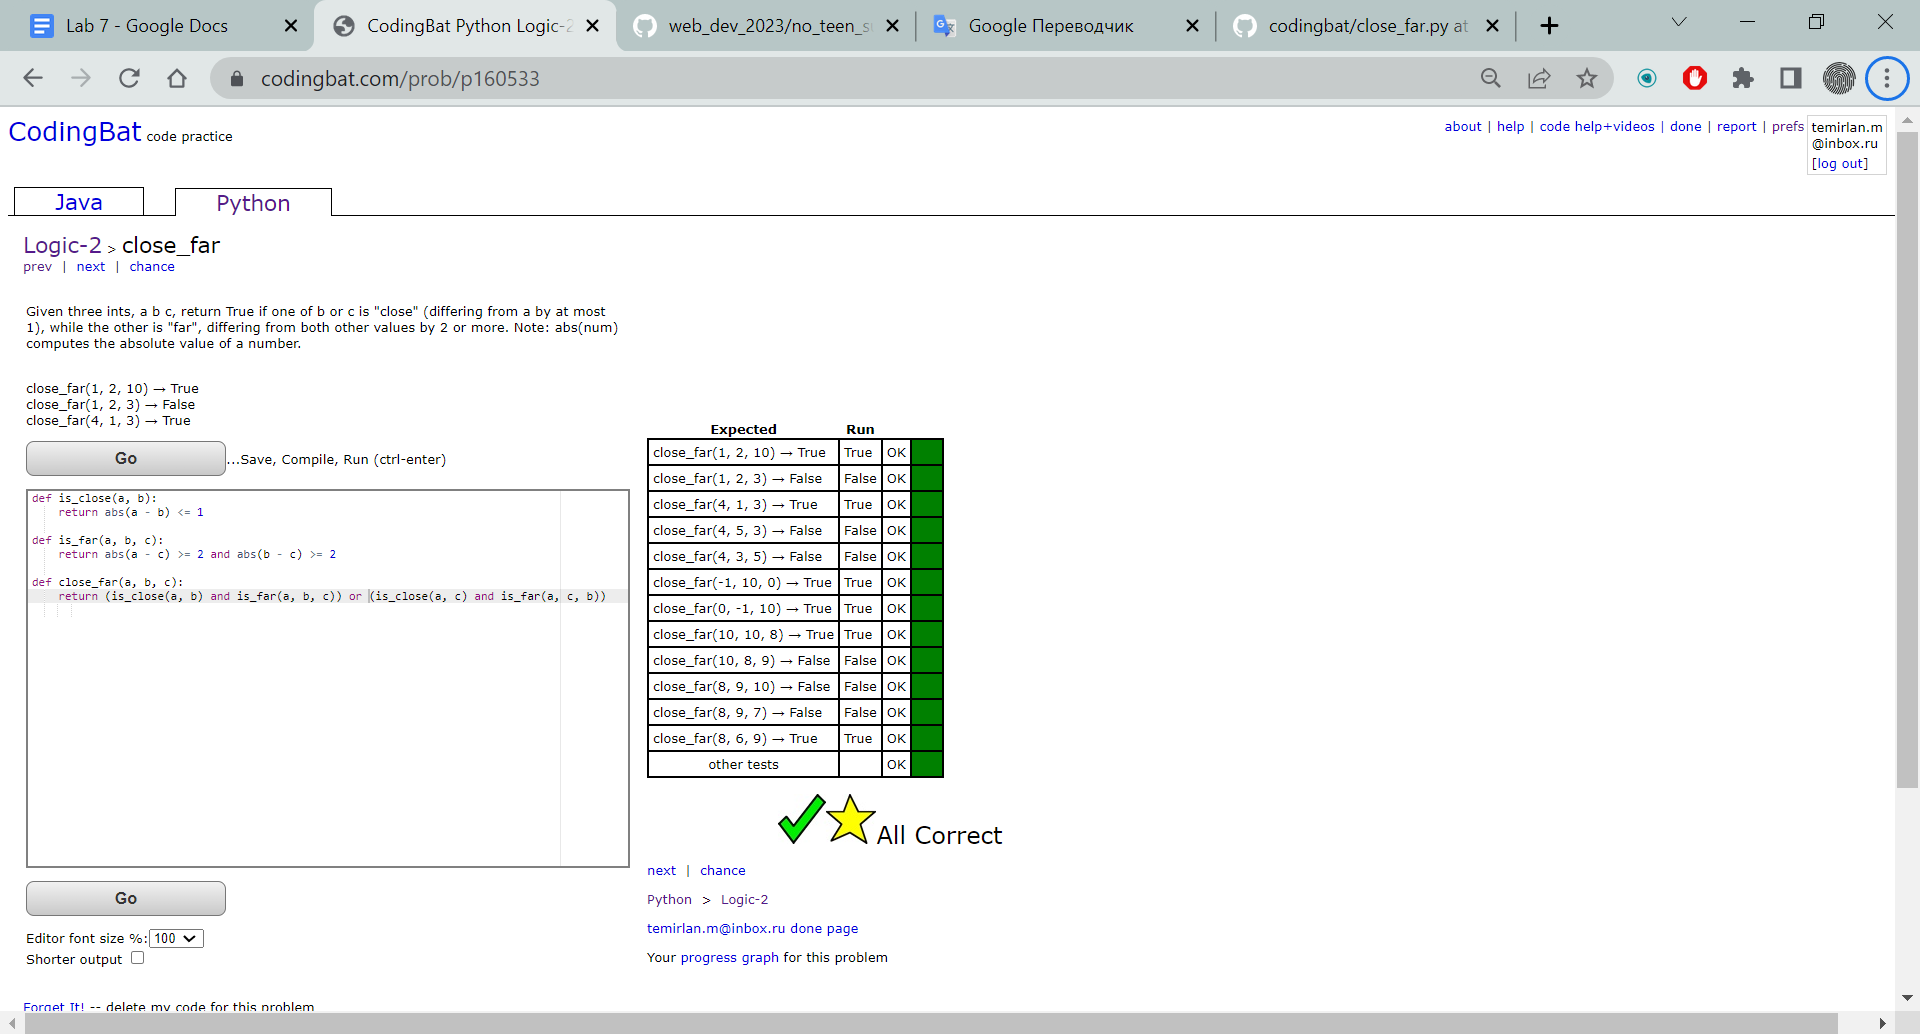 Lab 7 - Google Docs
CodingBat Python Logic-2
web_dev_2023/no_teen_s
Google Переводчик
codingbat/close_far.py at
codingbat.com/prob/p160533
CodingBat code practice
about | help | code help+videos | done | report | prefs
temirlan.m
@inbox.ru
[log out]
Java
Python
Logic-2 > close_far
prev | next | chance
Given three ints, a b c, return True if one of b or c is "close" (differing from a by at most
1), while the other is "far", differing from both other values by 2 or more. Note: abs(num)
computes the absolute value of a number.
close_far(1, 2, 10) → True
close_far(1, 2, 3) → False
close_far(4, 1, 3) → True
Go ...Save, Compile, Run (ctrl-enter)
def is_close(a, b):
    return abs(a - b) <= 1
def is_far(a, b, c):
    return abs(a - c) >= 2 and abs(b - c) >= 2
def close_far(a, b, c):
    return (is_close(a, b) and is_far(a, b, c)) or (is_close(a, c) and is_far(a, c, b))
Go
Editor font size %: 100
Shorter output
Forget It! -- delete my code for this problem
Expected Run
close_far(1, 2, 10) → True True OK
close_far(1, 2, 3) → False False OK
close_far(4, 1, 3) → True True OK
close_far(4, 5, 3) → False False OK
close_far(4, 3, 5) → False False OK
close_far(-1, 10, 0) → True True OK
close_far(0, -1, 10) → True True OK
close_far(10, 10, 8) → True True OK
close_far(10, 8, 9) → False False OK
close_far(8, 9, 10) → False False OK
close_far(8, 9, 7) → False False OK
close_far(8, 6, 9) → True True OK
other tests OK
All Correct
next | chance
Python > Logic-2
temirlan.m@inbox.ru done page
Your progress graph for this problem